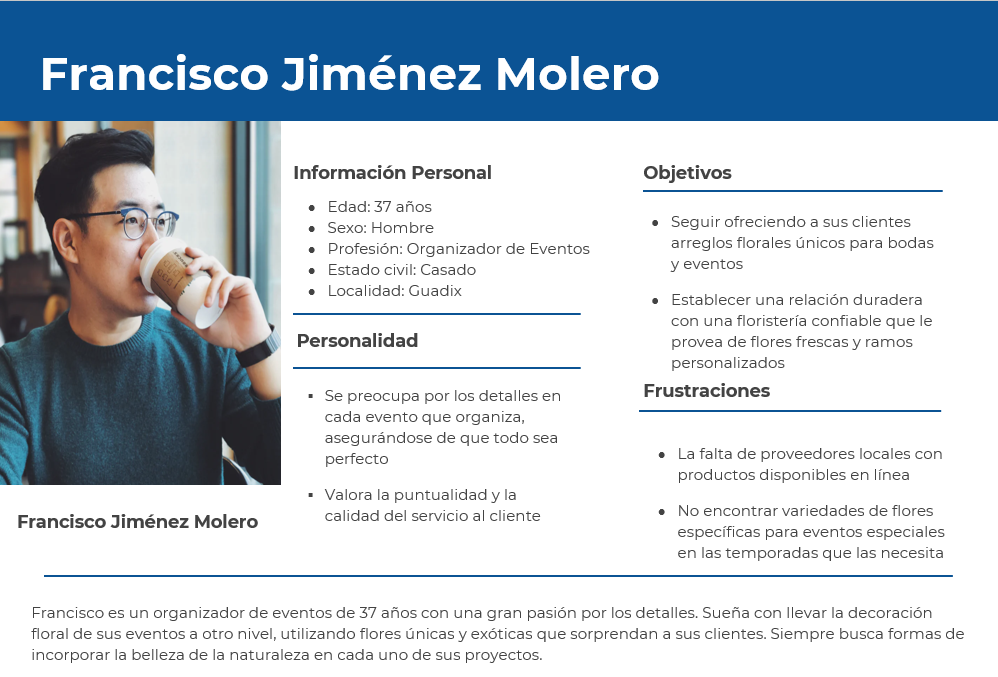 Francisco Jiménez Molero
Información Personal
● Edad: 37 años
● Sexo: Hombre
● Profesión: Organizador de Eventos
● Estado civil: Casado
● Localidad: Guadix
Personalidad
▪ Se preocupa por los detalles en
cada evento que organiza,
asegurándose de que todo sea
perfecto
▪ Valora la puntualidad y la
calidad del servicio al cliente
Francisco Jiménez Molero
Objetivos
● Seguir ofreciendo a sus clientes
arreglos florales únicos para bodas
y eventos
● Establecer una relación duradera
con una floristería confiable que le
provea de flores frescas y ramos
personalizados
Frustraciones
● La falta de proveedores locales con
productos disponibles en línea
● No encontrar variedades de flores
específicas para eventos especiales
en las temporadas que las necesita
Francisco es un organizador de eventos de 37 años con una gran pasión por los detalles. Sueña con llevar la decoración
floral de sus eventos a otro nivel, utilizando flores únicas y exóticas que sorprendan a sus clientes. Siempre busca formas de
incorporar la belleza de la naturaleza en cada uno de sus proyectos.